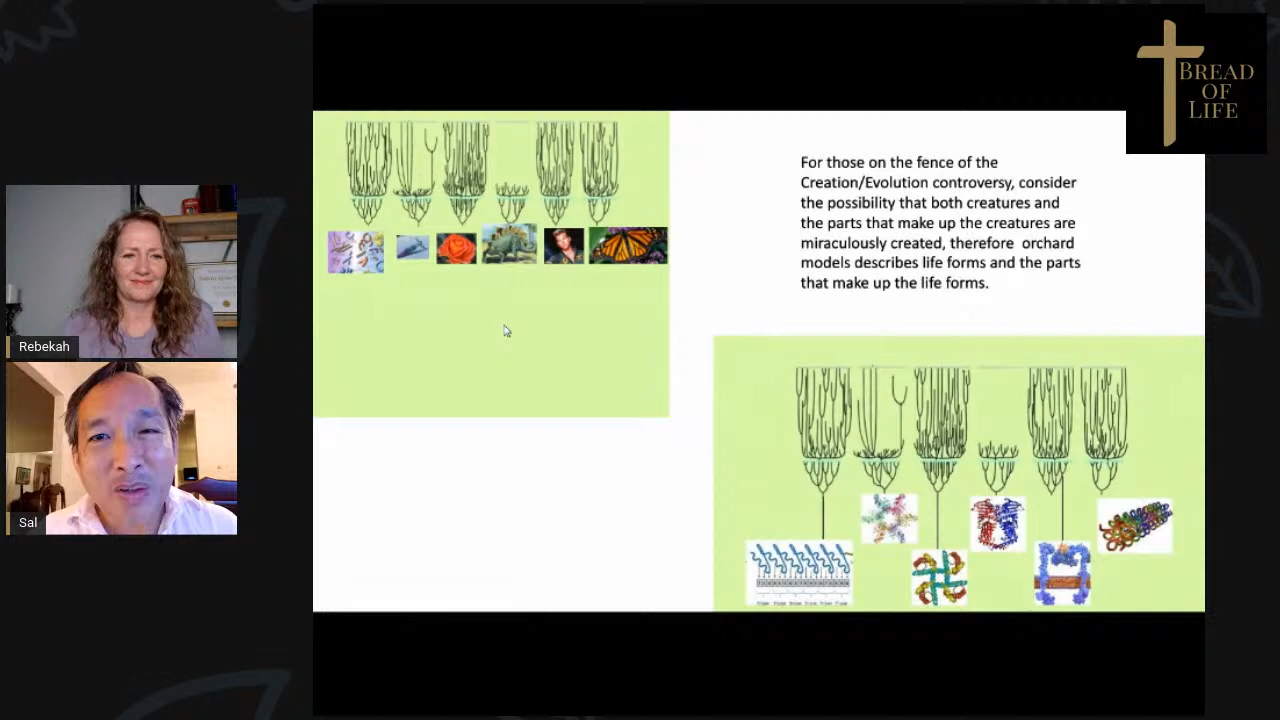 BREAD
OF
LIFE
For those on the fence of the
Creation/Evolution controversy, consider
the possibility that both creatures and
the parts that make up the creatures are
miraculously created, therefore orchard
models describes life forms and the parts
that make up the life forms.
Rebekah
Sal